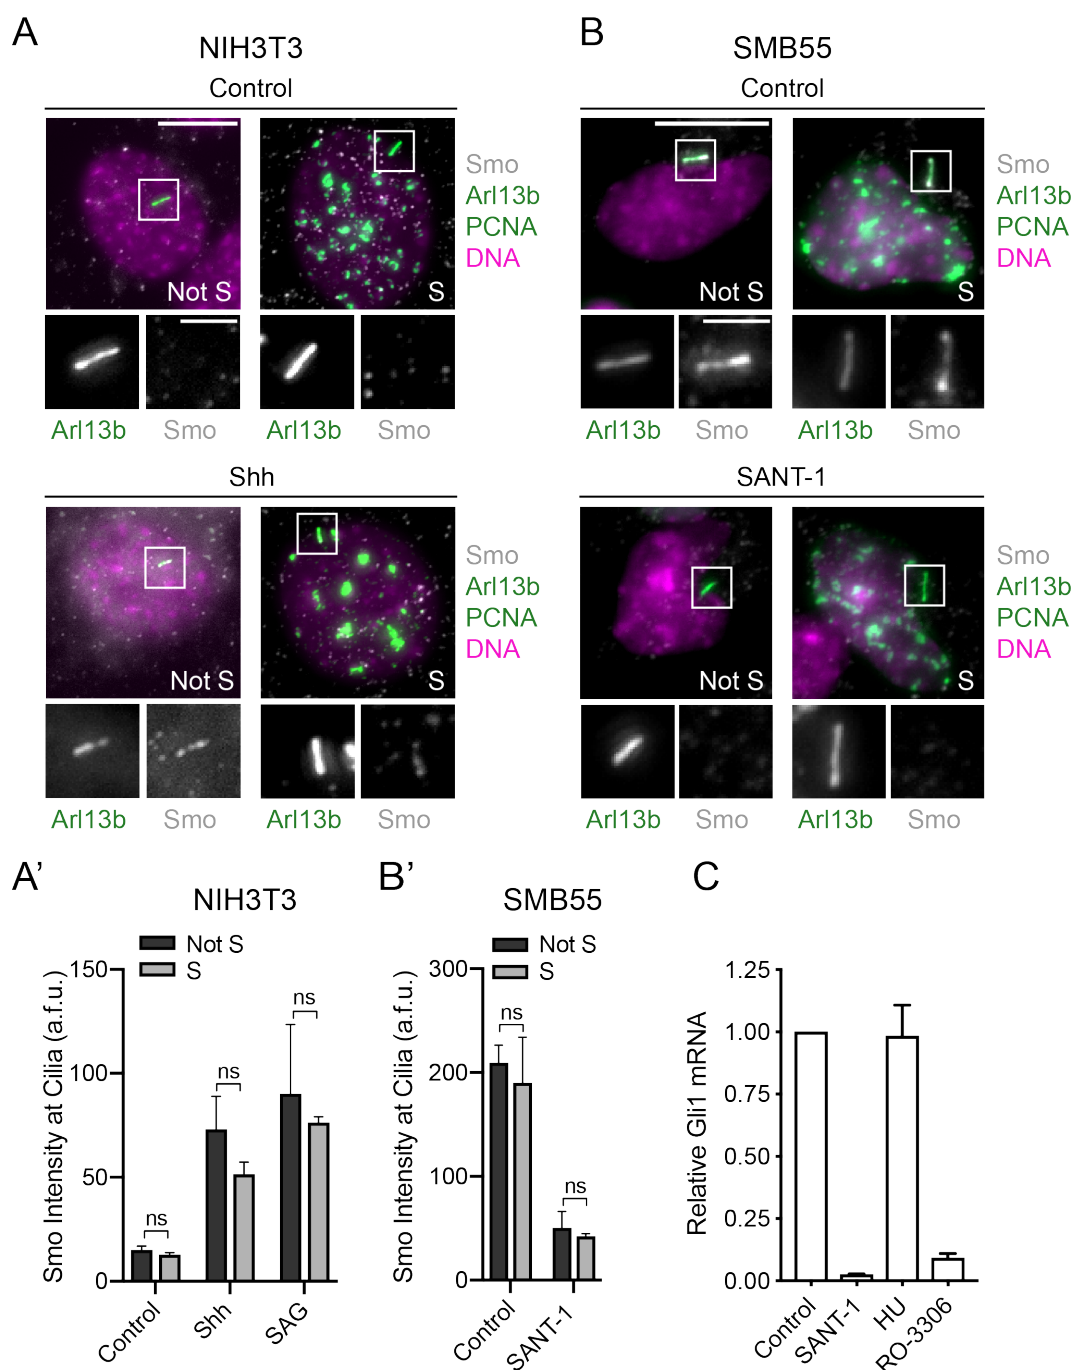 A
NIH3T3
Control
Not S
S
Smo
Arl13b
PCNA
DNA
Arl13b
Smo
Arl13b
Smo
Shh
Not S
S
Smo
Arl13b
PCNA
DNA
Arl13b
Smo
Arl13b
Smo
B
SMB55
Control
Not S
S
Smo
Arl13b
PCNA
DNA
Arl13b
Smo
Arl13b
Smo
SANT-1
Not S
S
Smo
Arl13b
PCNA
DNA
Arl13b
Smo
Arl13b
Smo
A'
NIH3T3
Not S
S
Smo Intensity at Cilia (a.f.u.)
150
100
50
0
ns
ns
ns
Control
Shh
SAG
B'
SMB55
Not S
S
Smo Intensity at Cilia (a.f.u.)
300
200
100
0
ns
ns
Control
SANT-1
C
Relative Gli1 mRNA
1.25
1.00
0.75
0.50
0.25
0.00
Control
SANT-1
HU
RO-3306